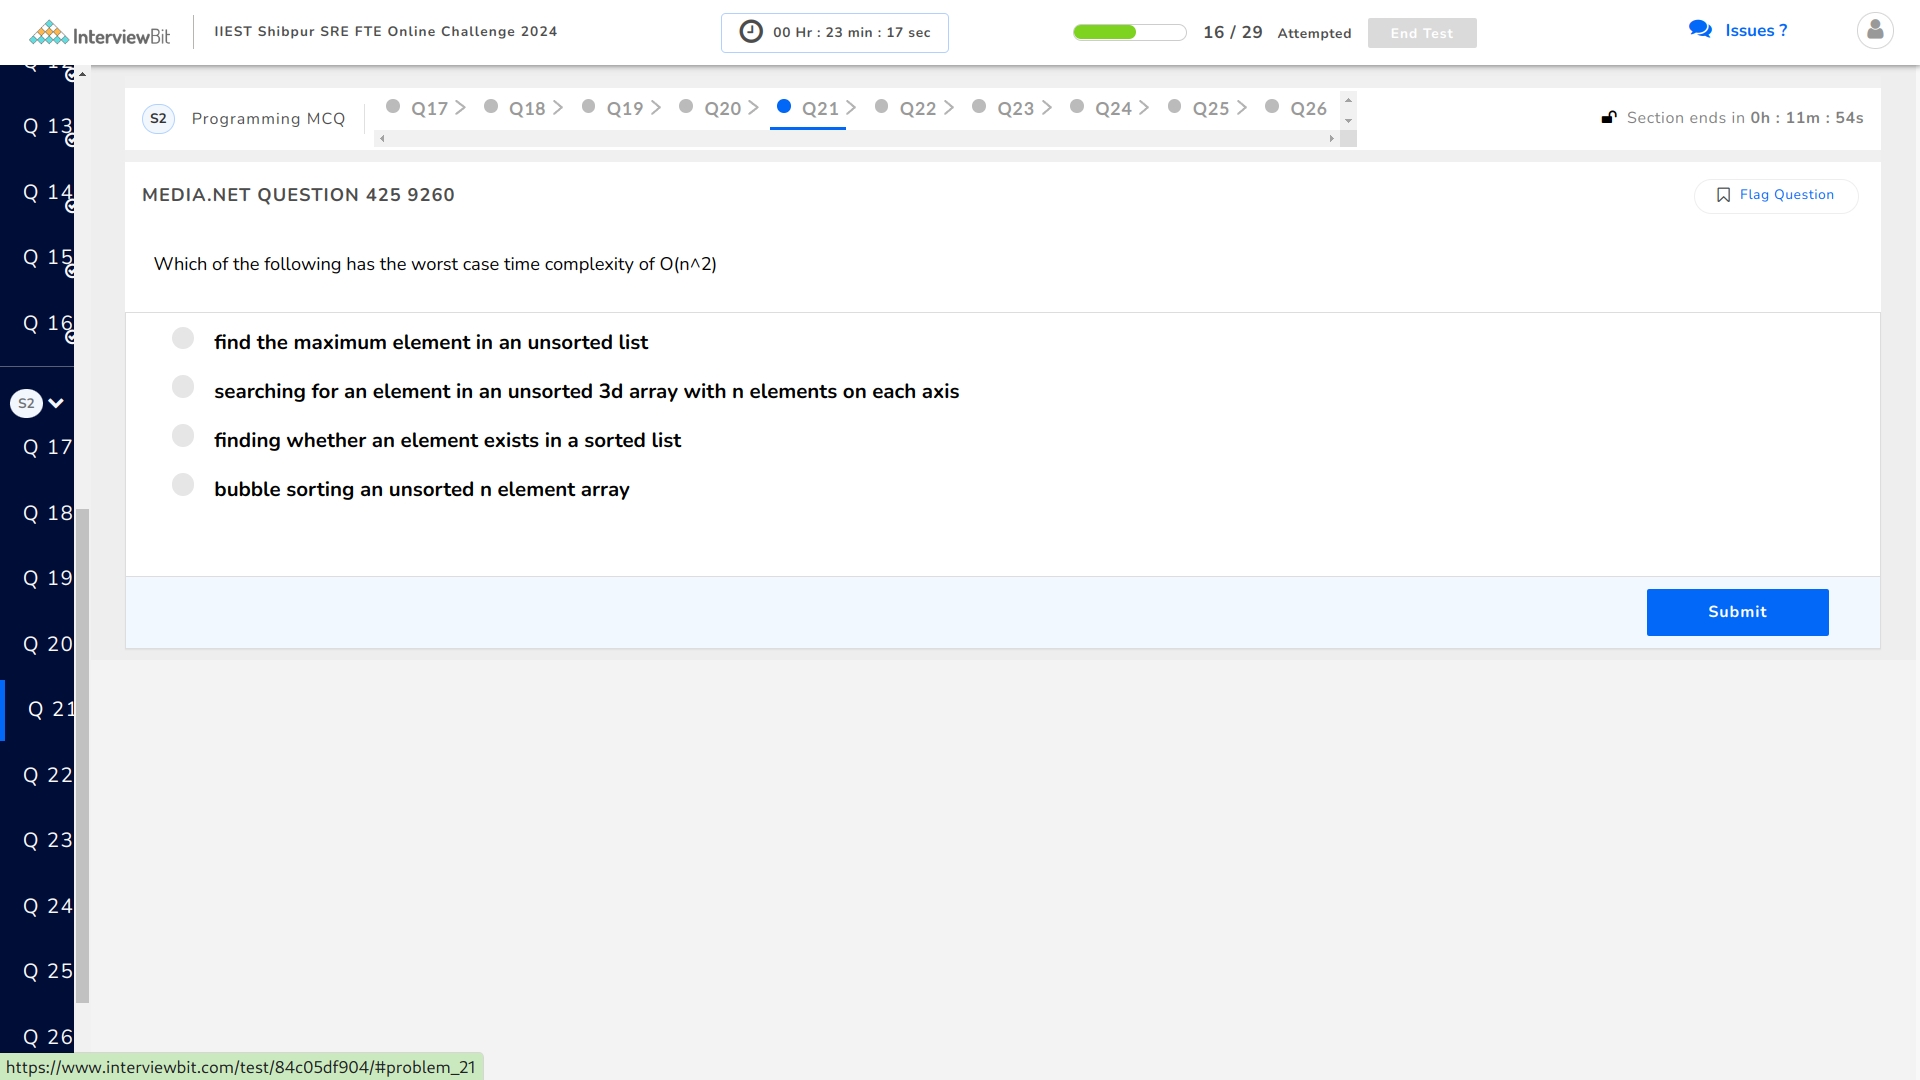 InterviewBit
IIEST Shibpur SRE FTE Online Challenge 2024
00 Hr : 23 min : 17 sec
16 / 29 Attempted
End Test
Issues ?
Q 13
Q 14
Q 15
Q 16
S2
Q 17
Q 18
Q 19
Q 20
Q 21
Q 22
Q 23
Q 24
Q 25
Q 26
S2 Programming MCQ
Q17 Q18 Q19 Q20 Q21 Q22 Q23 Q24 Q25 Q26
Section ends in 0h : 11m : 54s
MEDIA.NET QUESTION 425 9260
Flag Question
Which of the following has the worst case time complexity of O(n^2)
find the maximum element in an unsorted list
searching for an element in an unsorted 3d array with n elements on each axis
finding whether an element exists in a sorted list
bubble sorting an unsorted n element array
Submit
https://www.interviewbit.com/test/84c05df904/#problem_21